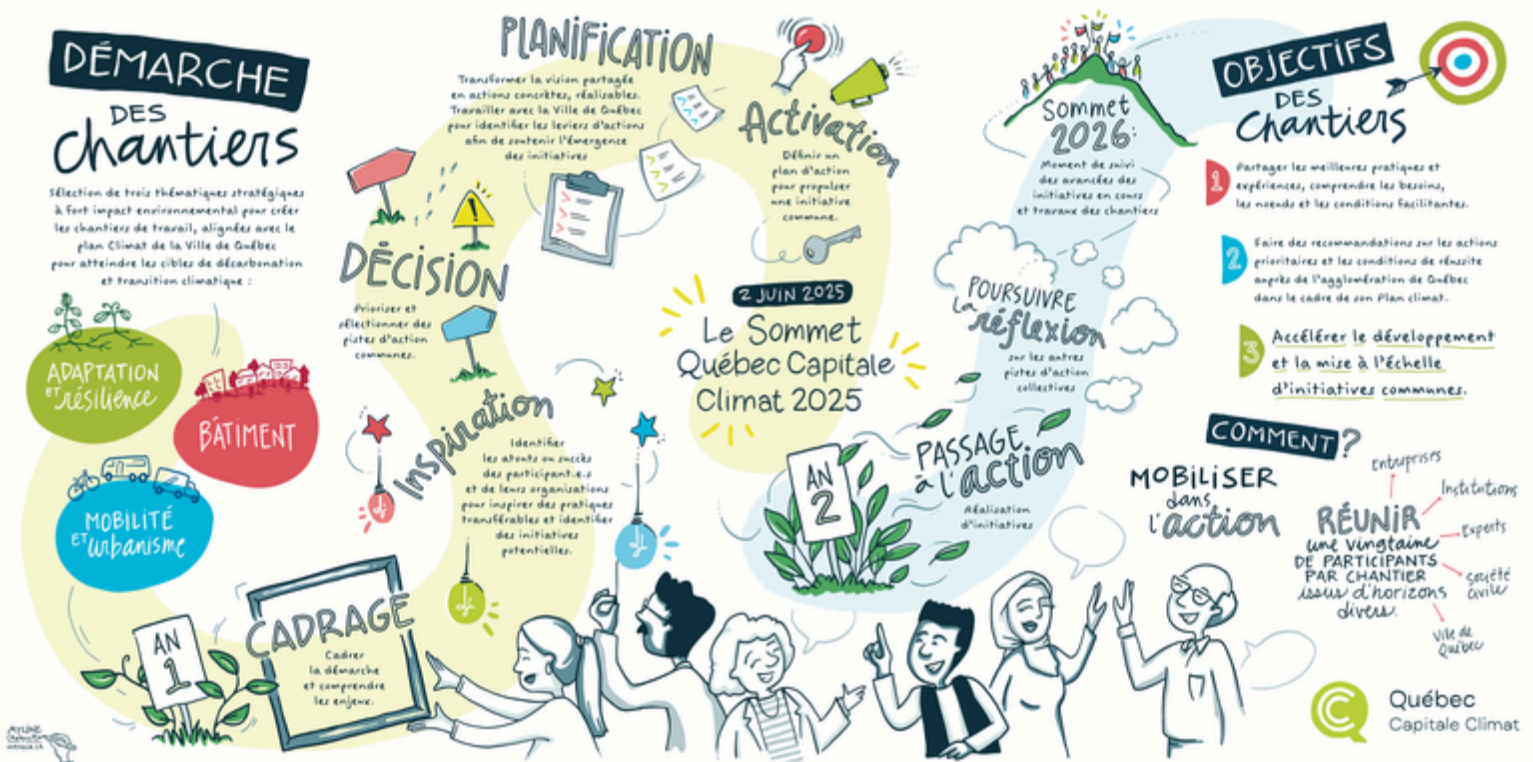 DÉMARCHE
DES
chantiers
Sélection de trois thématiques stratégiques
à fort impact environnemental pour créer
les chantiers de travail, alignées avec le
plan Climat de la Ville de Québec
pour atteindre les cibles de décarbonation
et transition climatique :
ADAPTATION
ET résilience
BÂTIMENT
MOBILITÉ
ET urbanisme
AN
1
CADRAGE
Cadrer
la démarche
et comprendre
les enjeux.
Inspiration
Identifier
les atouts ou succès
des participant.e.s
et de leurs organisations
pour inspirer des pratiques
transférables et identifier
des initiatives
potentielles.
DÉCISION
Prioriser et
sélectionner des
pistes d'action
communes.
PLANIFICATION
Transformer la vision partagée
en actions concrètes, réalisables.
Travailler avec la Ville de Québec
pour identifier les leviers d'actions
afin de soutenir l'émergence
des initiatives
Activation
Définir un
plan d'action
pour propulser
une initiative
commune.
2 JUIN 2025
Le Sommet
Québec Capitale
Climat 2025
AN
2
PASSAGE
à l'action
Réalisation
d'initiatives
POURSUIVRE
la réflexion
sur les autres
pistes d'action
collectives
Sommet
2026:
Moment de suivi
des avancées des
initiatives en cours
et travaux des chantiers
OBJECTIFS
DES
Chantiers
1
Partager les meilleures pratiques et
expériences, comprendre les besoins,
les noeuds et les conditions facilitantes.
2
Faire des recommandations sur les actions
prioritaires et les conditions de réussite
auprès de l'agglomération de Québec
dans le cadre de son Plan climat.
3
Accélérer le développement
et la mise à l'échelle
d'initiatives communes.
COMMENT?
MOBILISER
dans
l'action
RÉUNIR
une vingtaine
DE PARTICIPANTS
PAR CHANTIER
issus d'horizons
divers.
Entreprises
Institutions
Experts
Société
civile
Ville de
Québec
Québec
Capitale Climat